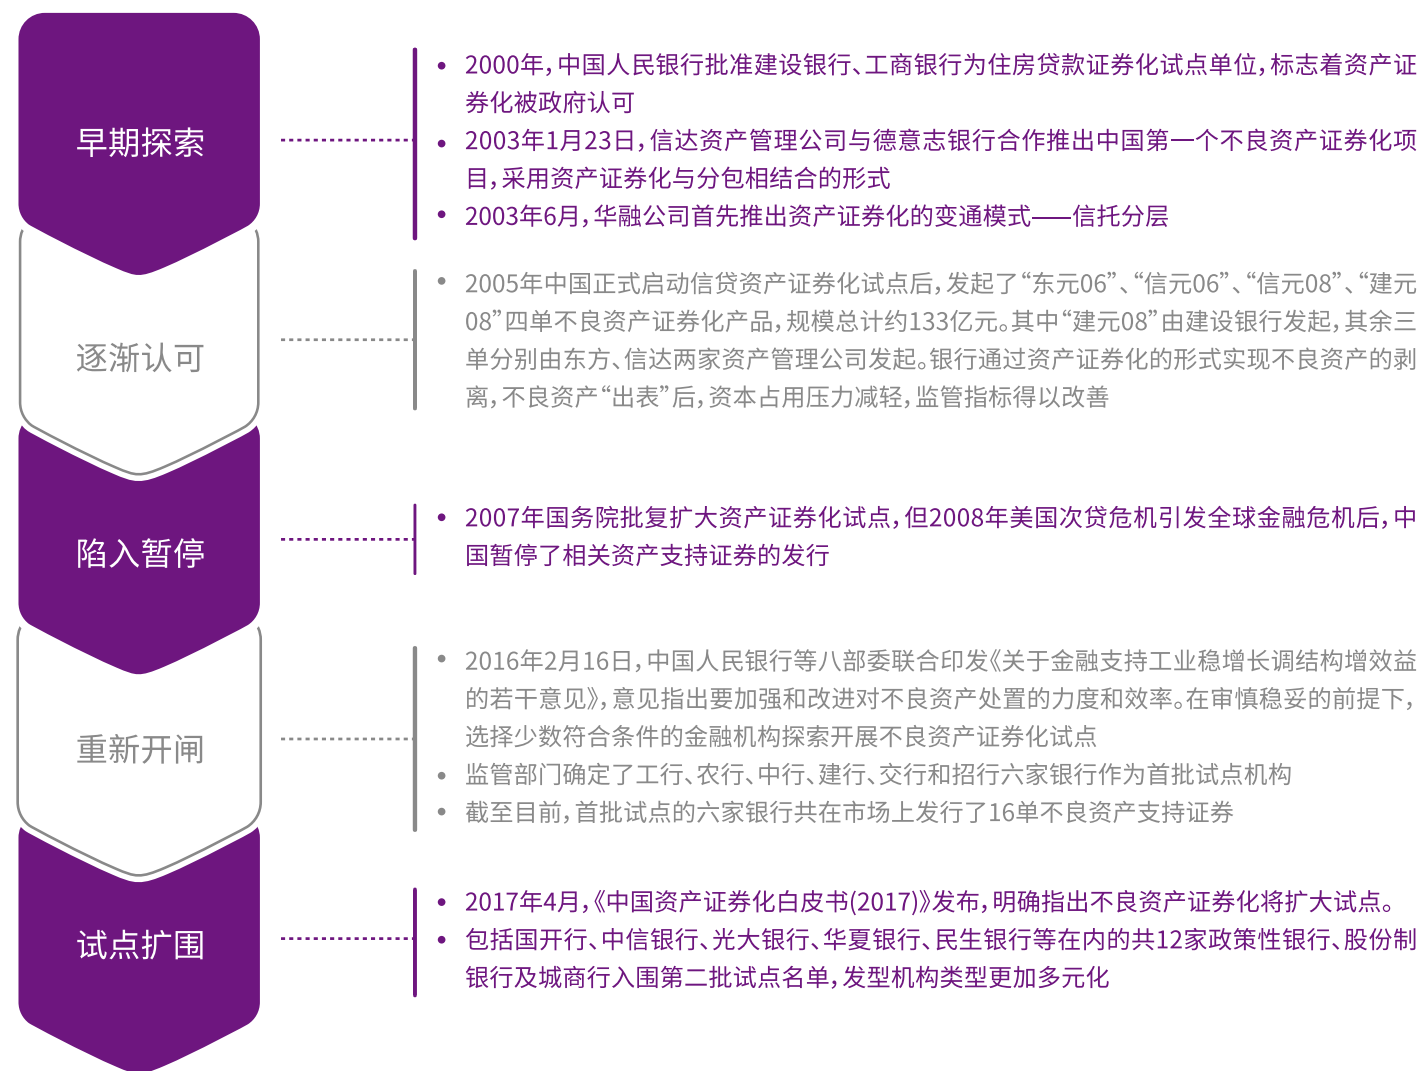 早期探索
2000年，中国人民银行批准建设银行、工商银行为住房贷款证券化试点单位，标志着资产证
券化被政府认可
2003年1月23日，信达资产管理公司与德意志银行合作推出中国第一个不良资产证券化项
目，采用资产证券化与分包相结合的形式
2003年6月，华融公司首先推出资产证券化的变通模式——信托分层
逐渐认可
2005年中国正式启动信贷资产证券化试点后，发起了“东元06”、“信元06”、“信元08”、“建元
08”四单不良资产证券化产品，规模总计约133亿元。其中“建元08”由建设银行发起，其余三
单分别由东方、信达两家资产管理公司发起。银行通过资产证券化的形式实现不良资产的剥
离，不良资产“出表”后，资本占用压力减轻，监管指标得以改善
陷入暂停
2007年国务院批复扩大资产证券化试点，但2008年美国次贷危机引发全球金融危机后，中
国暂停了相关资产支持证券的发行
重新开闸
2016年2月16日，中国人民银行等八部委联合印发《关于金融支持工业稳增长调结构增效益
的若干意见》，意见指出要加强和改进对不良资产处置的力度和效率。在审慎稳妥的前提下，
选择少数符合条件的金融机构探索开展不良资产证券化试点
监管部门确定了工行、农行、中行、建行、交行和招行六家银行作为首批试点机构
截至目前，首批试点的六家银行共在市场上发行了16单不良资产支持证券
试点扩围
2017年4月，《中国资产证券化白皮书(2017)》发布，明确指出不良资产证券化将扩大试点。
包括国开行、中信银行、光大银行、华夏银行、民生银行等在内的共12家政策性银行、股份制
银行及城商行入围第二批试点名单，发型机构类型更加多元化